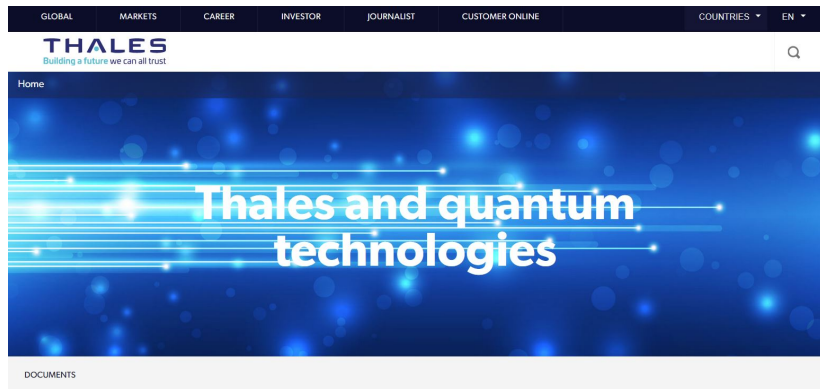 GLOBAL MARKETS CAREER INVESTOR JOURNALIST CUSTOMER ONLINE COUNTRIES EN
THALES
Building a future we can all trust
Home
Thales and quantum
technologies
DOCUMENTS